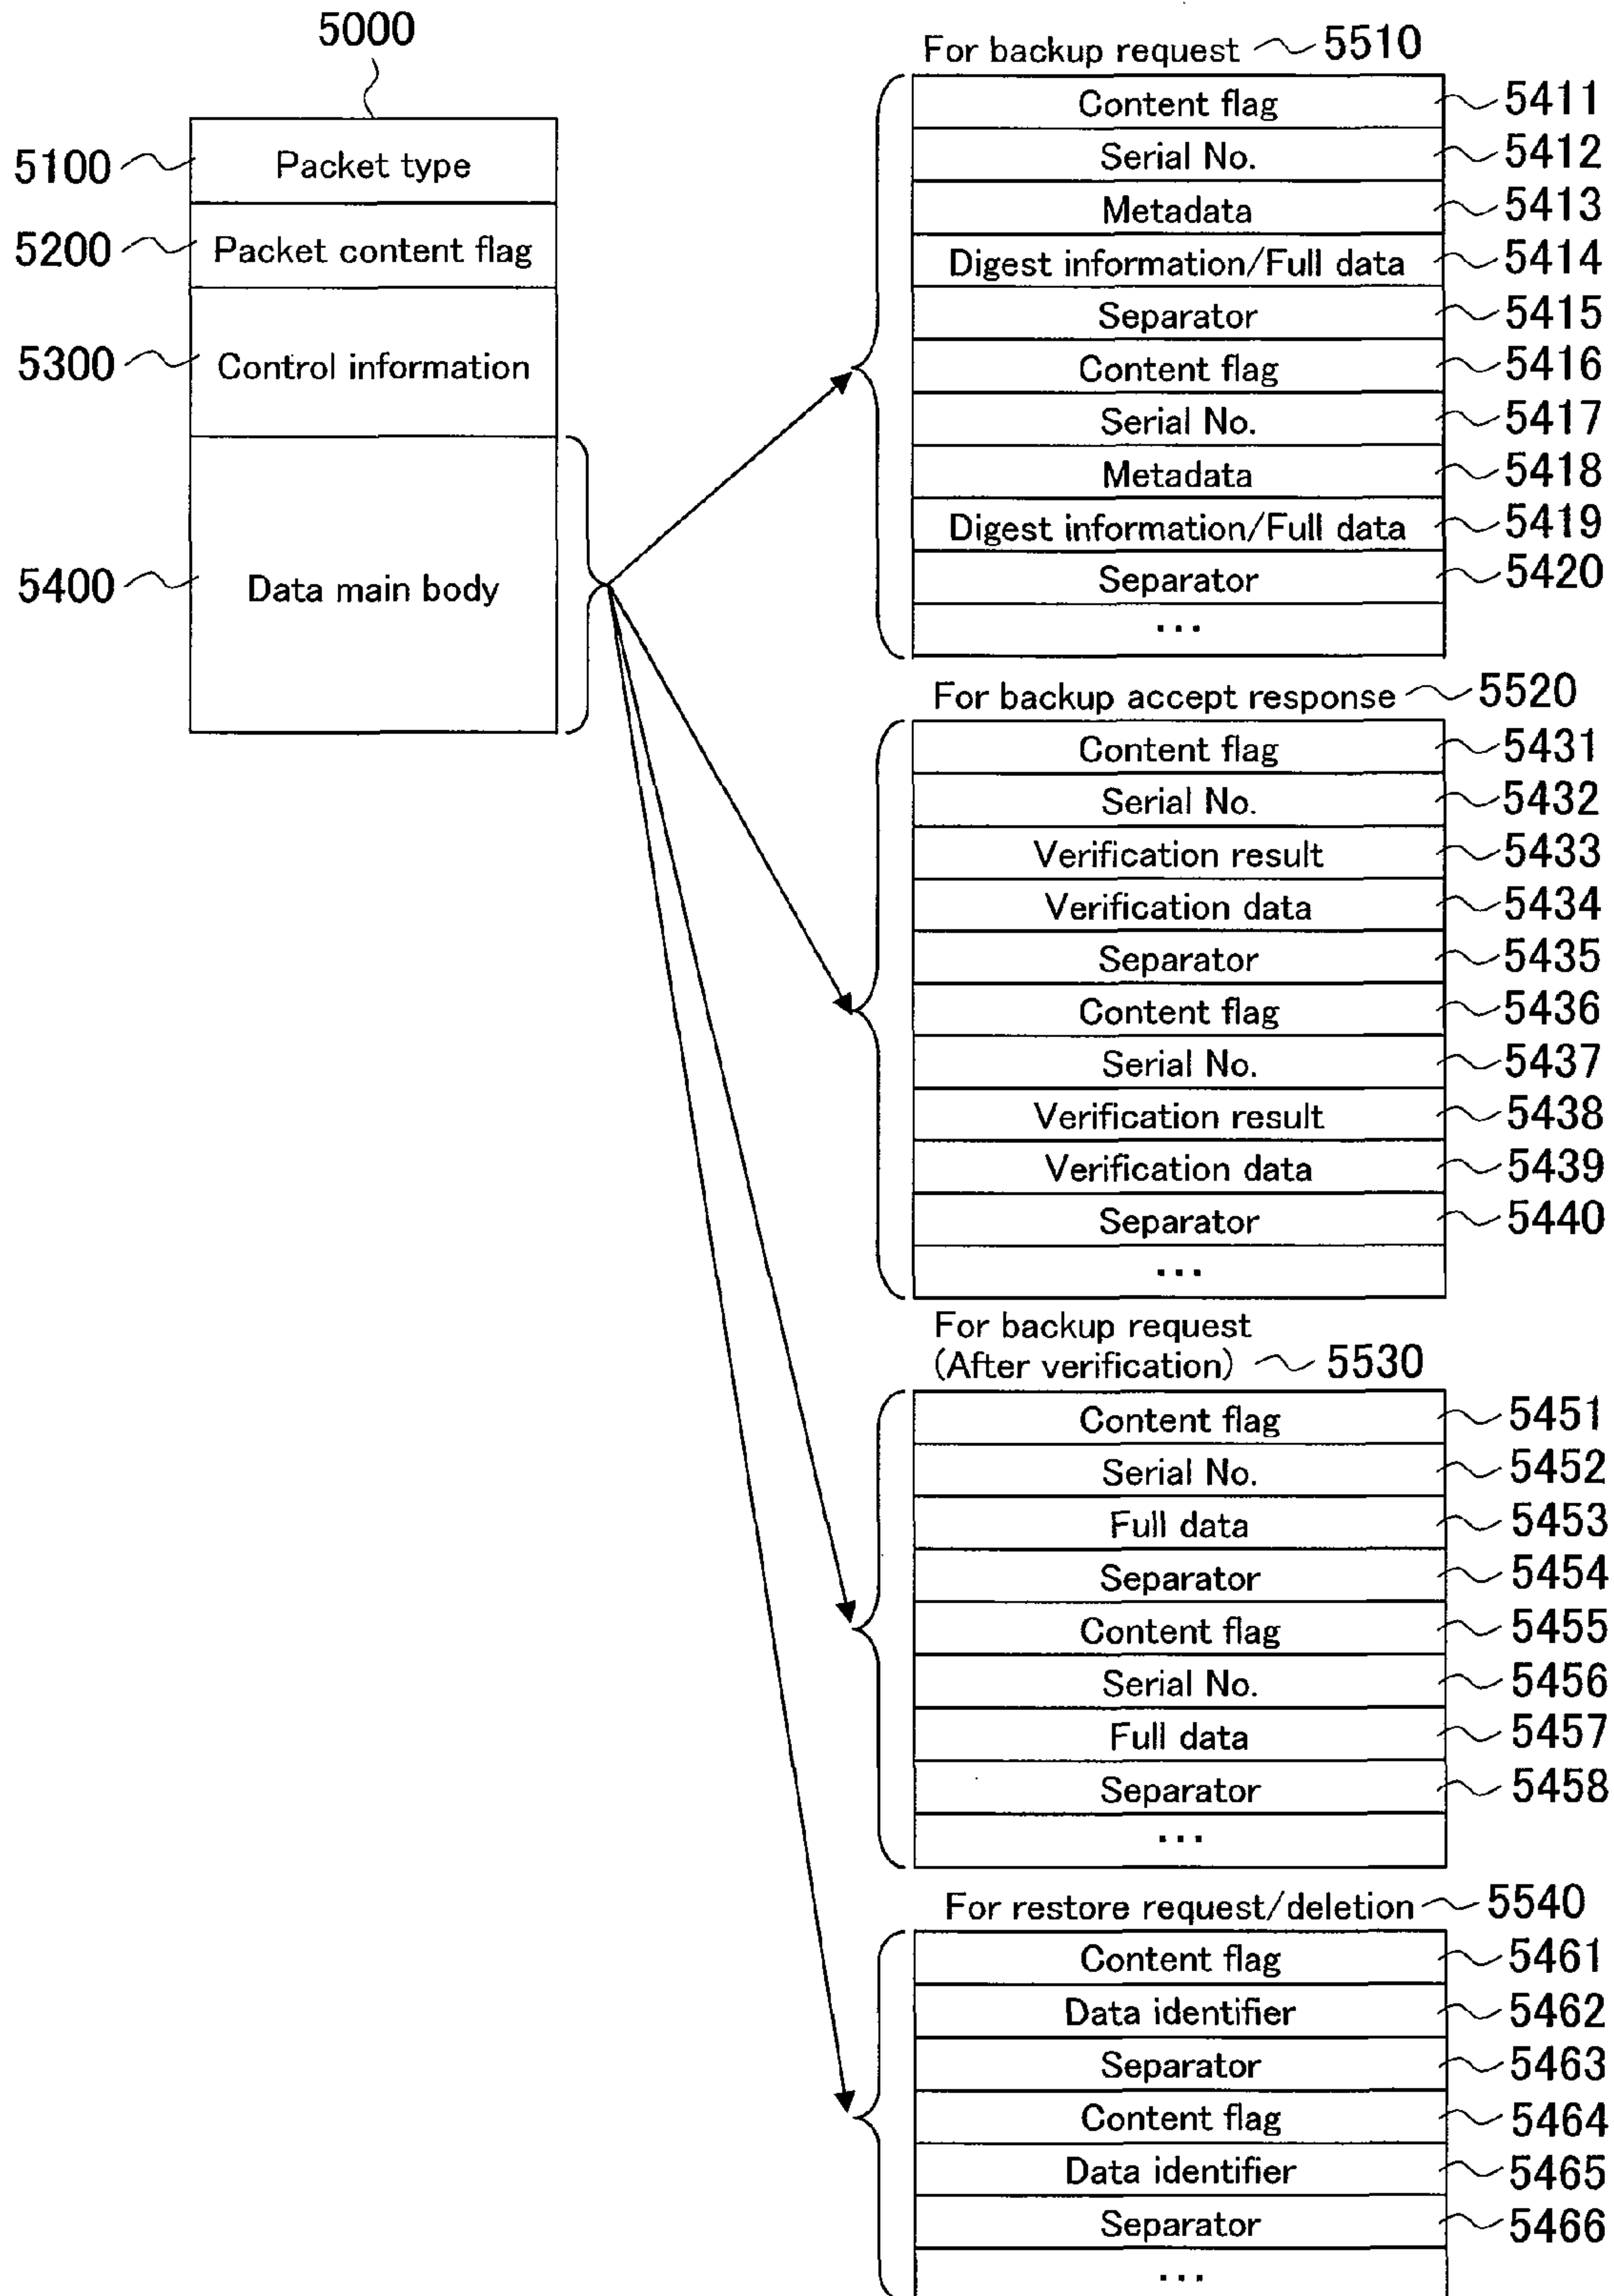 5000
5100 Packet type
5200 Packet content flag
5300 Control information
5400 Data main body
For backup request 5510
Content flag 5411
Serial No. 5412
Metadata 5413
Digest information/Full data 5414
Separator 5415
Content flag 5416
Serial No. 5417
Metadata 5418
Digest information/Full data 5419
Separator 5420
...
For backup accept response 5520
Content flag 5431
Serial No. 5432
Verification result 5433
Verification data 5434
Separator 5435
Content flag 5436
Serial No. 5437
Verification result 5438
Verification data 5439
Separator 5440
...
For backup request
(After verification) 5530
Content flag 5451
Serial No. 5452
Full data 5453
Separator 5454
Content flag 5455
Serial No. 5456
Full data 5457
Separator 5458
...
For restore request/deletion 5540
Content flag 5461
Data identifier 5462
Separator 5463
Content flag 5464
Data identifier 5465
Separator 5466
...